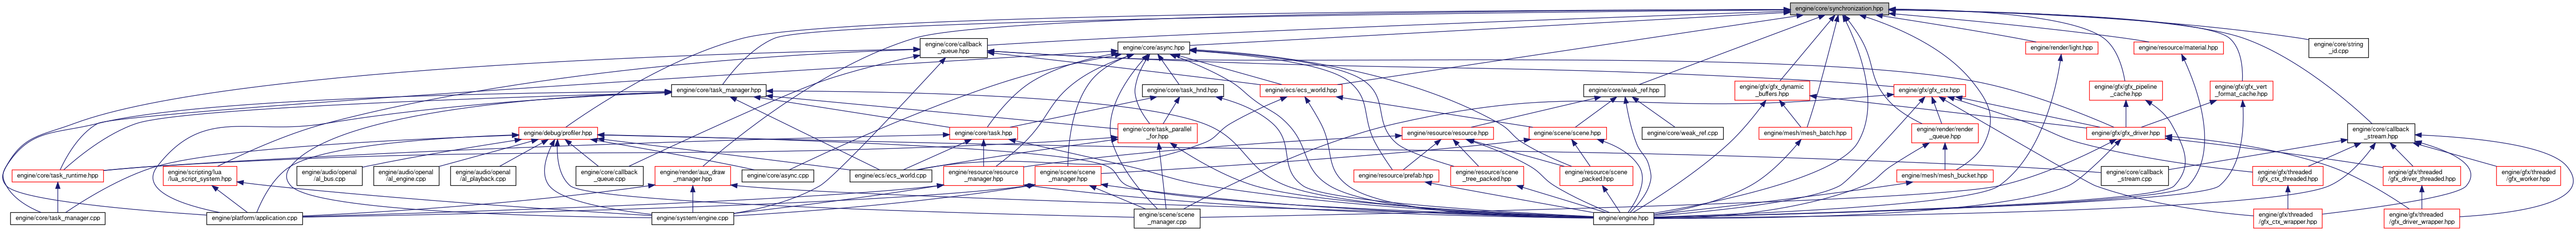 engine/core/synchronization.hpp
engine/core/callback
_queue.hpp
engine/core/async.hpp
engine/render/light.hpp
engine/resource/material.hpp
engine/core/string
_id.cpp
engine/core/task_manager.hpp
engine/core/task_hnd.hpp
engine/ecs/ecs_world.hpp
engine/core/weak_ref.hpp
engine/gfx/gfx_dynamic
_buffers.hpp
engine/gfx/gfx_ctx.hpp
engine/gfx/gfx_pipeline
_cache.hpp
engine/gfx/gfx_vert
_format_cache.hpp
engine/debug/profiler.hpp
engine/core/task.hpp
engine/core/task_parallel
_for.hpp
engine/resource/resource.hpp
engine/scene/scene.hpp
engine/core/weak_ref.cpp
engine/mesh/mesh_batch.hpp
engine/render/render
_queue.hpp
engine/gfx/gfx_driver.hpp
engine/core/callback
_stream.hpp
engine/core/task_runtime.hpp
engine/scripting/lua
/lua_script_system.hpp
engine/audio/openal
/al_bus.cpp
engine/audio/openal
/al_engine.cpp
engine/audio/openal
/al_playback.cpp
engine/core/callback
_queue.cpp
engine/render/aux_draw
_manager.hpp
engine/core/async.cpp
engine/ecs/ecs_world.cpp
engine/resource/resource
_manager.hpp
engine/scene/scene
_manager.hpp
engine/resource/prefab.hpp
engine/resource/scene
_tree_packed.hpp
engine/resource/scene
_packed.hpp
engine/mesh/mesh_bucket.hpp
engine/core/callback
_stream.cpp
engine/gfx/threaded
/gfx_ctx_threaded.hpp
engine/gfx/threaded
/gfx_driver_threaded.hpp
engine/gfx/threaded
/gfx_worker.hpp
engine/core/task_manager.cpp
engine/platform/application.cpp
engine/system/engine.cpp
engine/scene/scene
_manager.cpp
engine/engine.hpp
engine/gfx/threaded
/gfx_ctx_wrapper.hpp
engine/gfx/threaded
/gfx_driver_wrapper.hpp